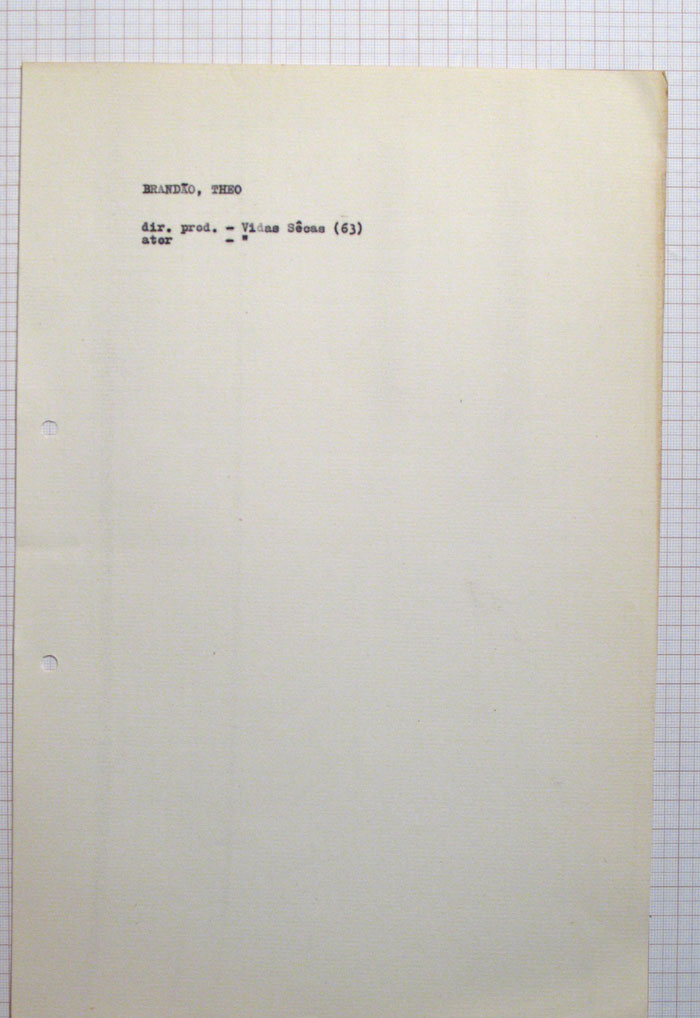 BRANDÃO, THEO
dir. prod. - Vidas Sêcas (63)
ator - "